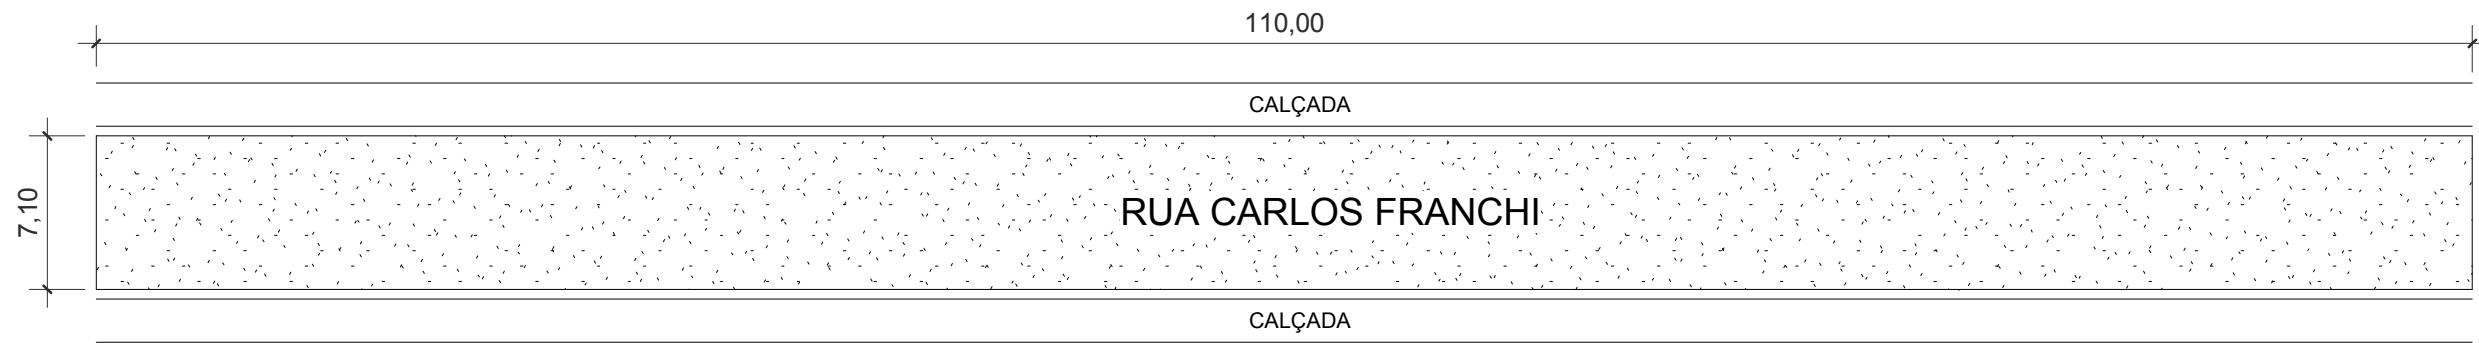 110,00
CALÇADA
7,10
RUA CARLOS FRANCHI
CALÇADA